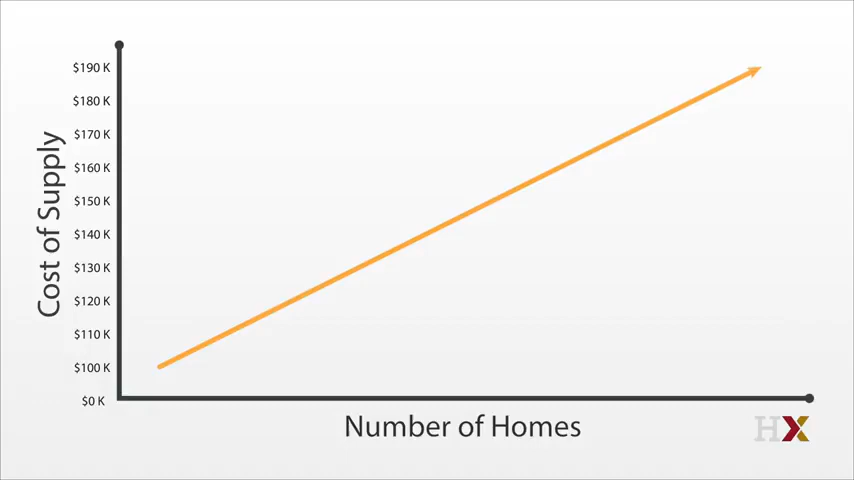 Cost of Supply
$190 K
$180 K
$170 K
$160 K
$150 K
$140 K
$130 K
$120 K
$110 K
$100 K
$0 K
Number of Homes
HX